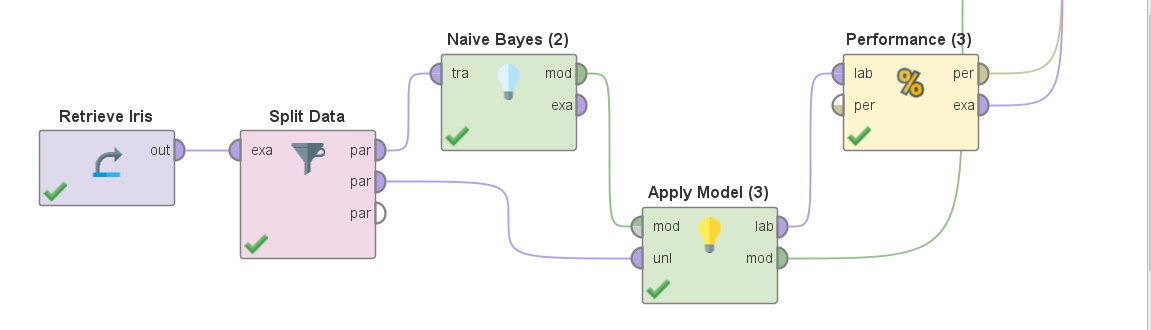 Retrieve Iris
out
Split Data
exa
par
par
par
Naive Bayes (2)
tra
mod
exa
Apply Model (3)
mod
lab
unl
mod
Performance (3)
lab
%
per
per
exa